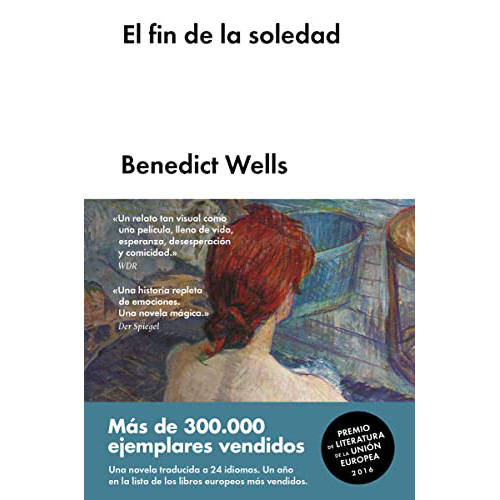 El fin de la soledad
Benedict Wells
«Un relato tan visual como
una película, lleno de vida,
esperanza, desesperación
y comicidad.»
WDR
«Una historia repleta
de emociones.
Una novela mágica.»
Der Spiegel
Más de 300.000
ejemplares vendidos
Una novela traducida a 24 idiomas. Un año
en la lista de los libros europeos más vendidos.
PREMIO
DE LITERATURA
DE LA UNIÓN
EUROPEA
2016